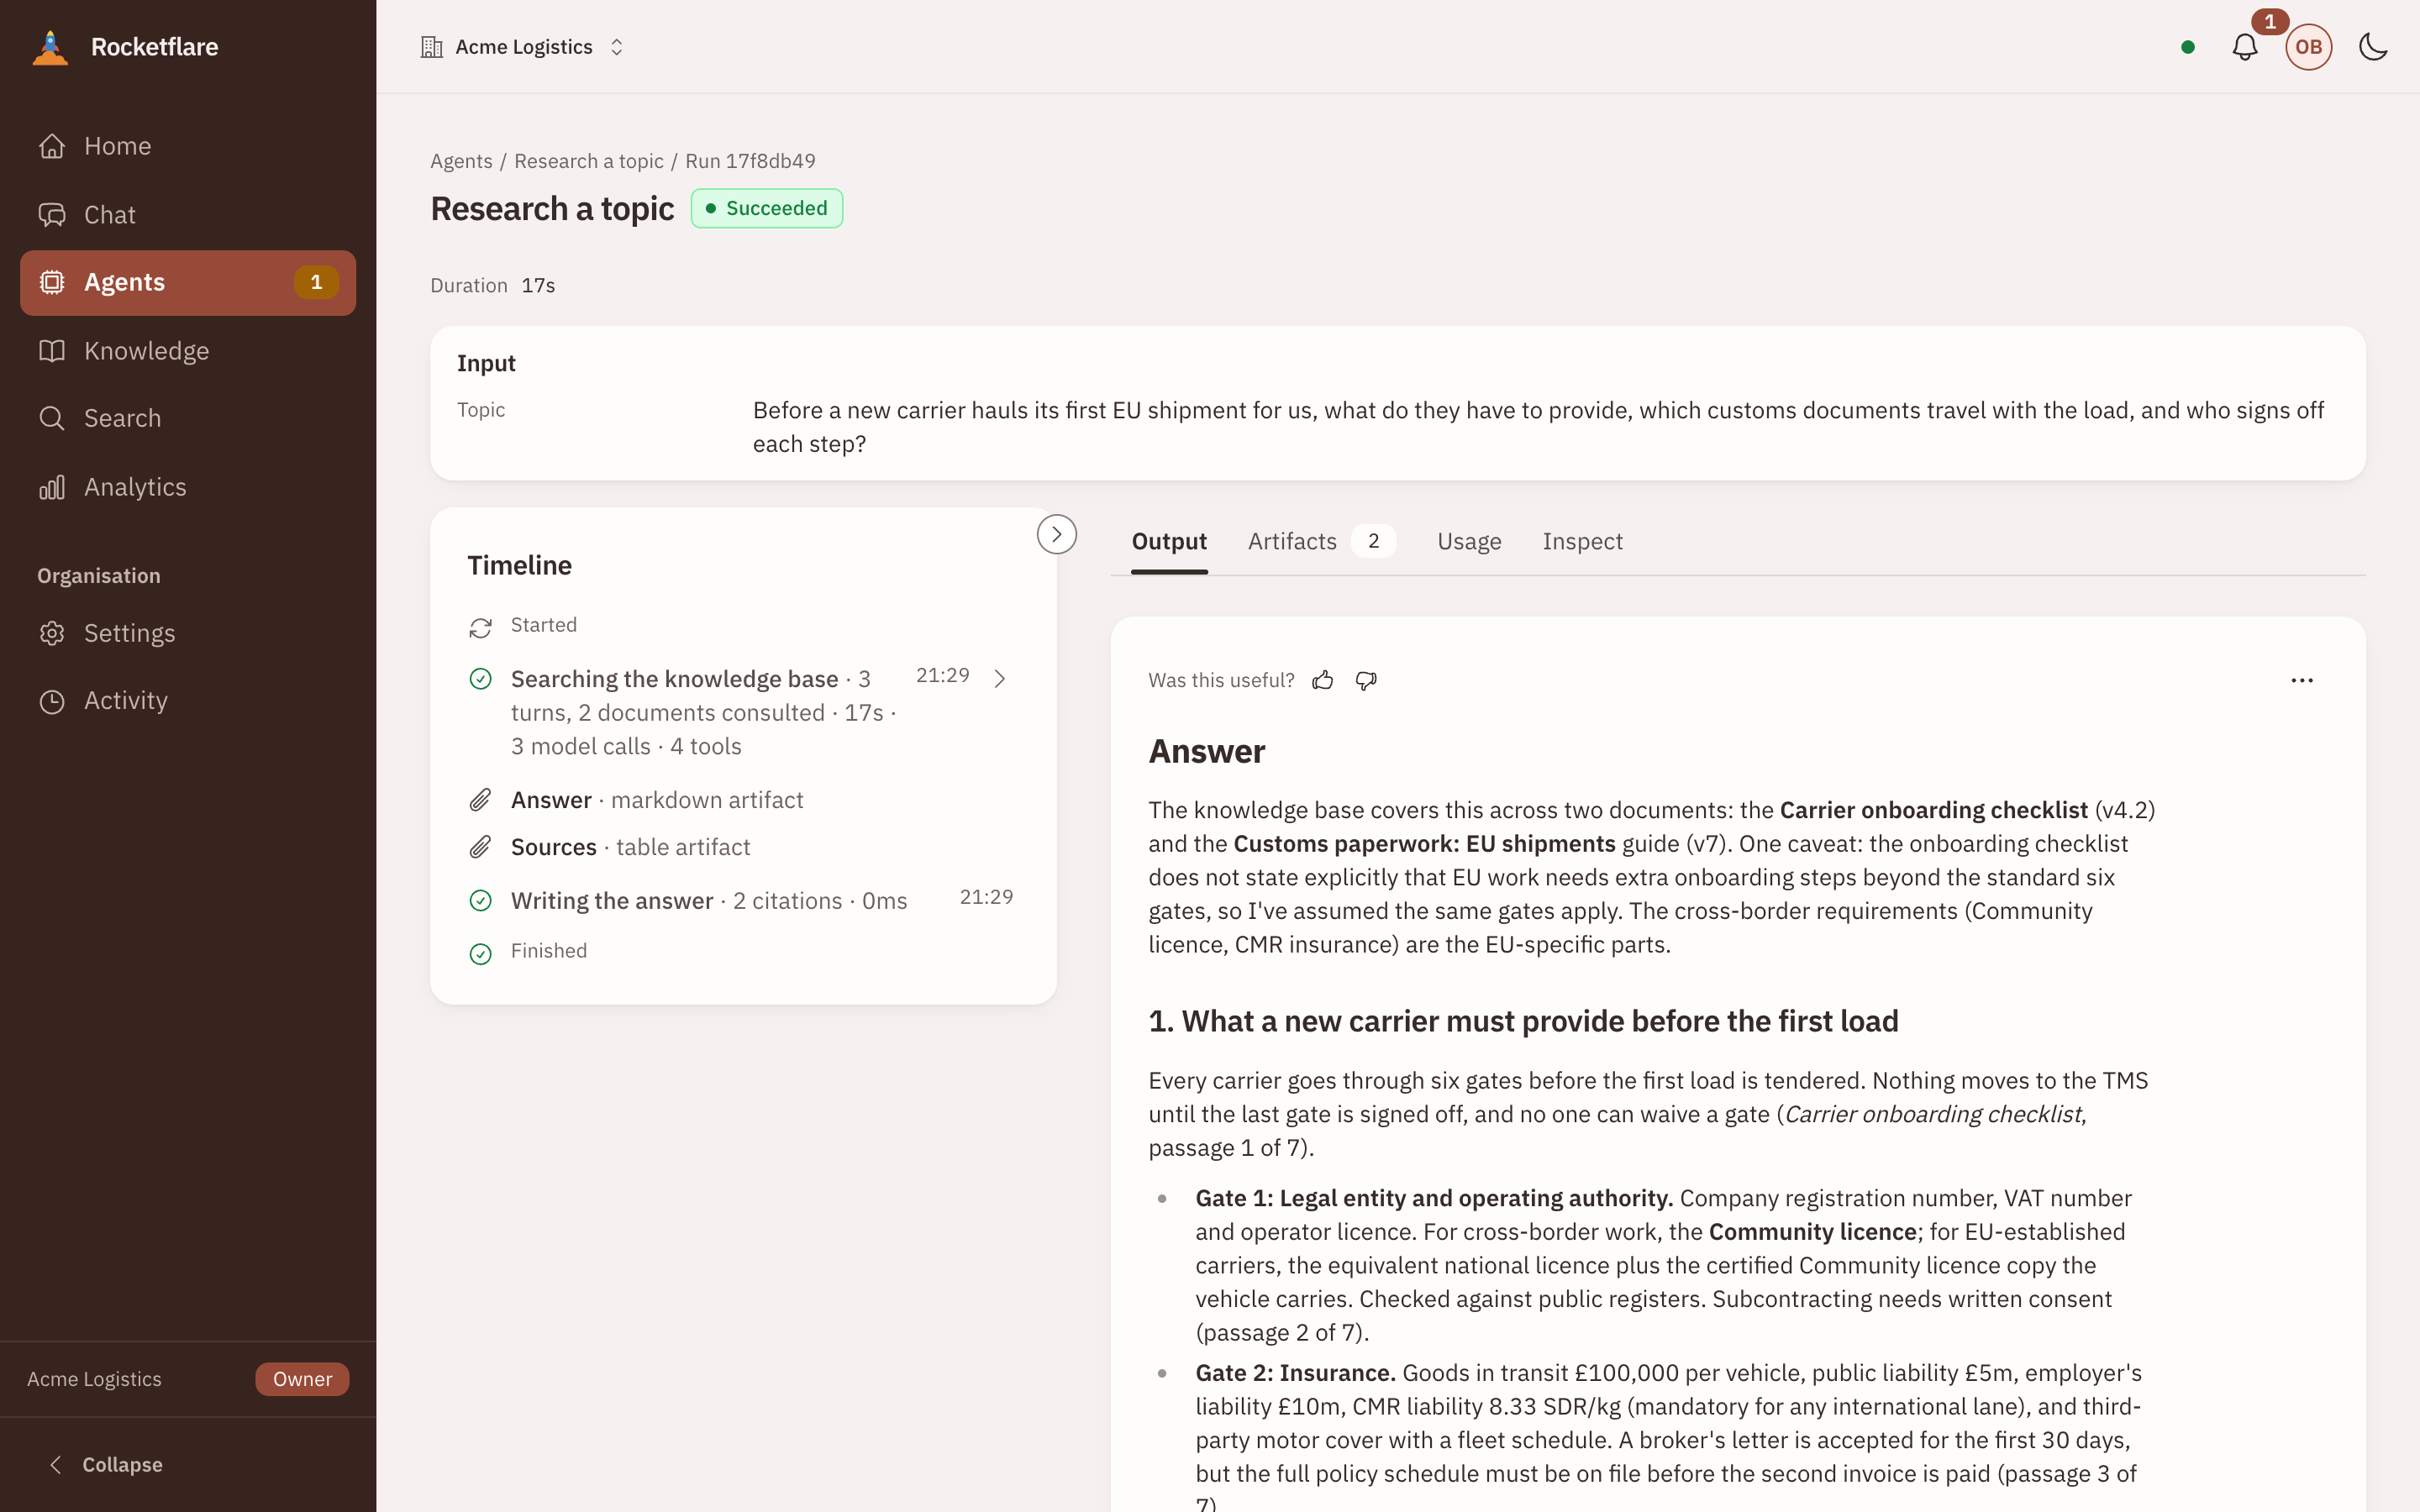 Rocketflare
Home
Chat
Agents 1
Knowledge
Search
Analytics
Organisation
Settings
Activity
Acme Logistics Owner
Collapse
Acme Logistics
1
OB
Agents / Research a topic / Run 17f8db49
Research a topic Succeeded
Duration 17s
Input
Topic
Before a new carrier hauls its first EU shipment for us, what do they have to provide, which customs documents travel with the load, and who signs off
each step?
Timeline
Started
Searching the knowledge base · 3 21:29
turns, 2 documents consulted · 17s ·
3 model calls · 4 tools
Answer · markdown artifact
Sources · table artifact
Writing the answer · 2 citations · 0ms 21:29
Finished
Output Artifacts 2 Usage Inspect
Was this useful?
Answer
The knowledge base covers this across two documents: the Carrier onboarding checklist (v4.2)
and the Customs paperwork: EU shipments guide (v7). One caveat: the onboarding checklist
does not state explicitly that EU work needs extra onboarding steps beyond the standard six
gates, so I've assumed the same gates apply. The cross-border requirements (Community
licence, CMR insurance) are the EU-specific parts.
1. What a new carrier must provide before the first load
Every carrier goes through six gates before the first load is tendered. Nothing moves to the TMS
until the last gate is signed off, and no one can waive a gate (Carrier onboarding checklist,
passage 1 of 7).
Gate 1: Legal entity and operating authority. Company registration number, VAT number
and operator licence. For cross-border work, the Community licence; for EU-established
carriers, the equivalent national licence plus the certified Community licence copy the
vehicle carries. Checked against public registers. Subcontracting needs written consent
(passage 2 of 7).
Gate 2: Insurance. Goods in transit £100,000 per vehicle, public liability £5m, employer's
liability £10m, CMR liability 8.33 SDR/kg (mandatory for any international lane), and third-
party motor cover with a fleet schedule. A broker's letter is accepted for the first 30 days,
but the full policy schedule must be on file before the second invoice is paid (passage 3 of
7)